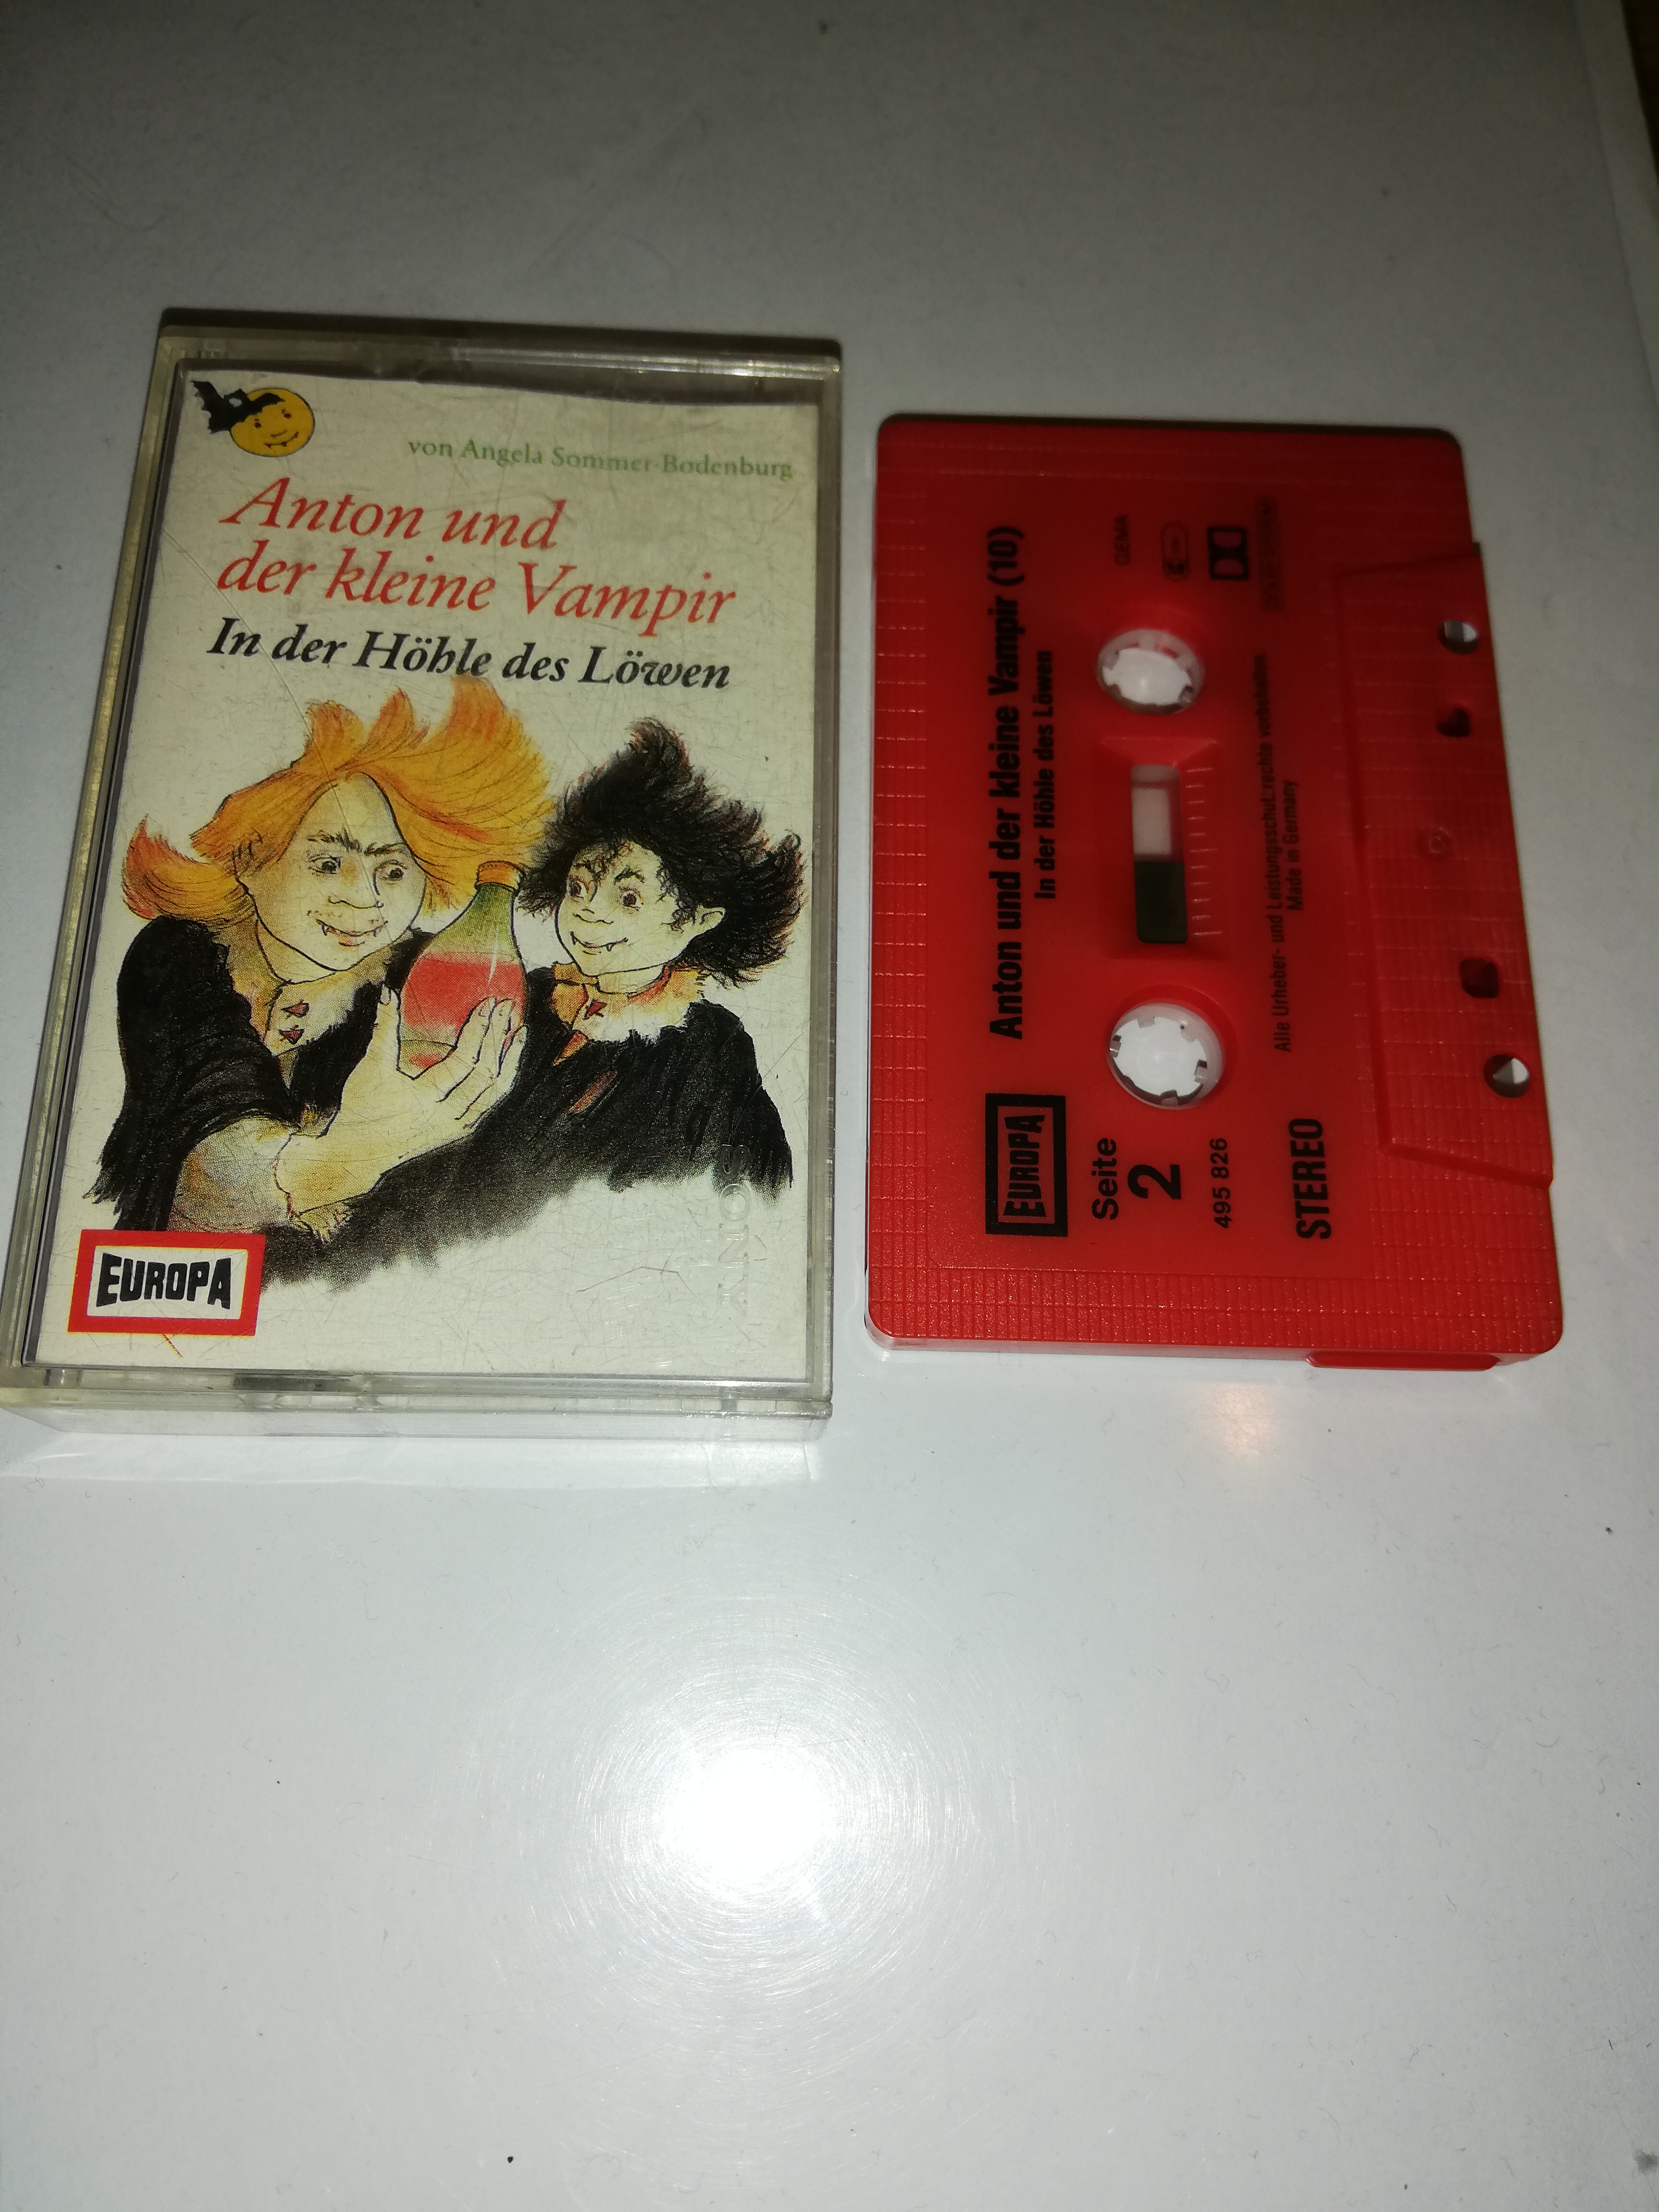 von Angela Sommer-Bodenburg
Anton und
der kleine Vampir
In der Höhle des Löwen
SONY
EUROPA
Anton und der kleine Vampir (10)
In der Höhle des Löwen
EUROPA
Seite
2
495 826
GEMA
STEREO
Alle Urheber- und Leistungsschutzrechte vorbehalten
Made in Germany